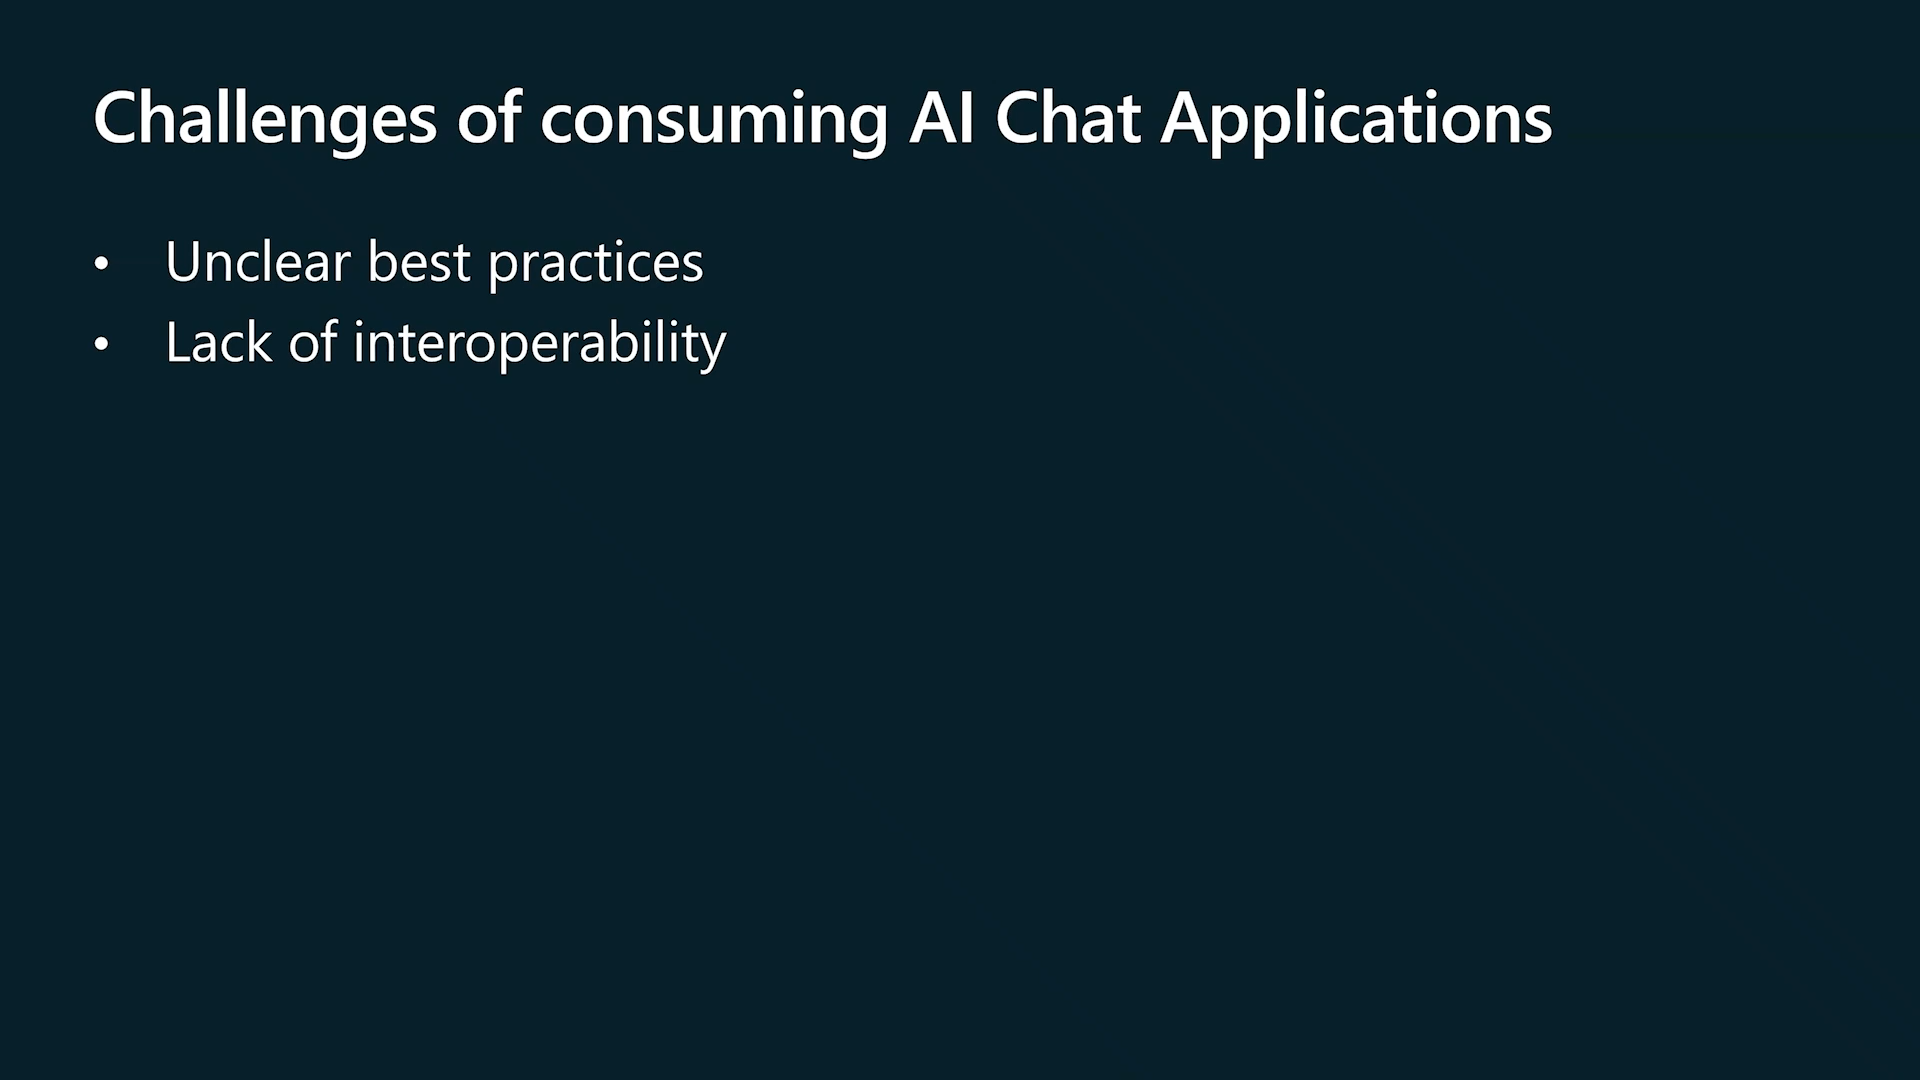 Challenges of consuming AI Chat Applications
• Unclear best practices
• Lack of interoperability